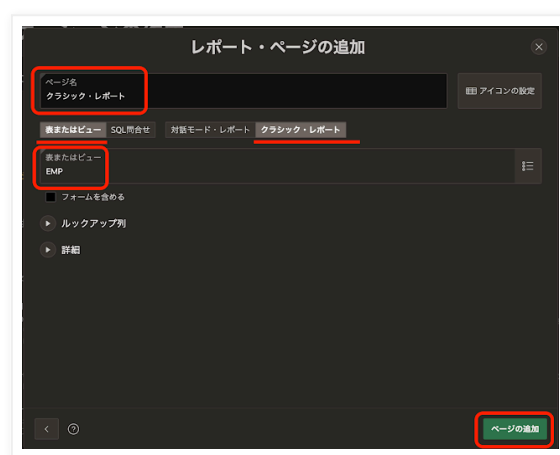 レポート・ページの追加
ページ名
クラシック・レポート
アイコンの設定
表またはビュー SQL問合せ 対話モード・レポート クラシック・レポート
表またはビュー
EMP
フォームを含める
ルックアップ列
詳細
ページの追加